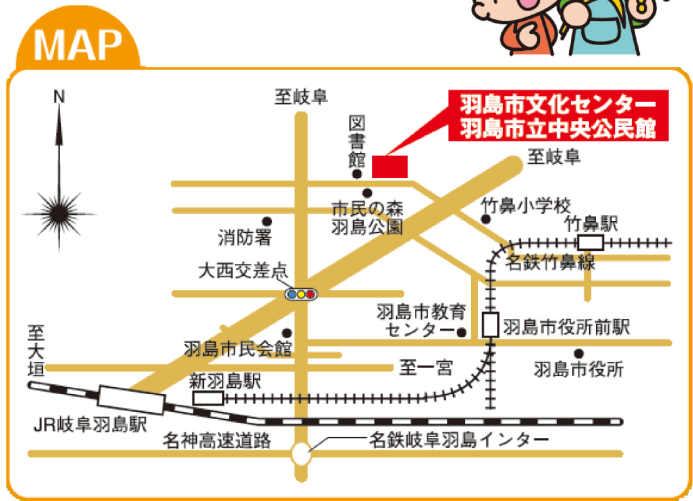 MAP
N
至岐阜
羽島市文化センター
羽島市立中央公民館
図書館
至岐阜
市民の森
羽島公園
竹鼻小学校
消防署
竹鼻駅
大西交差点
名鉄竹鼻線
羽島市教育
センター
羽島市役所前駅
至大垣
羽島市民会館
至一宮
羽島市役所
新羽島駅
JR岐阜羽島駅
名神高速道路
名鉄岐阜羽島インター